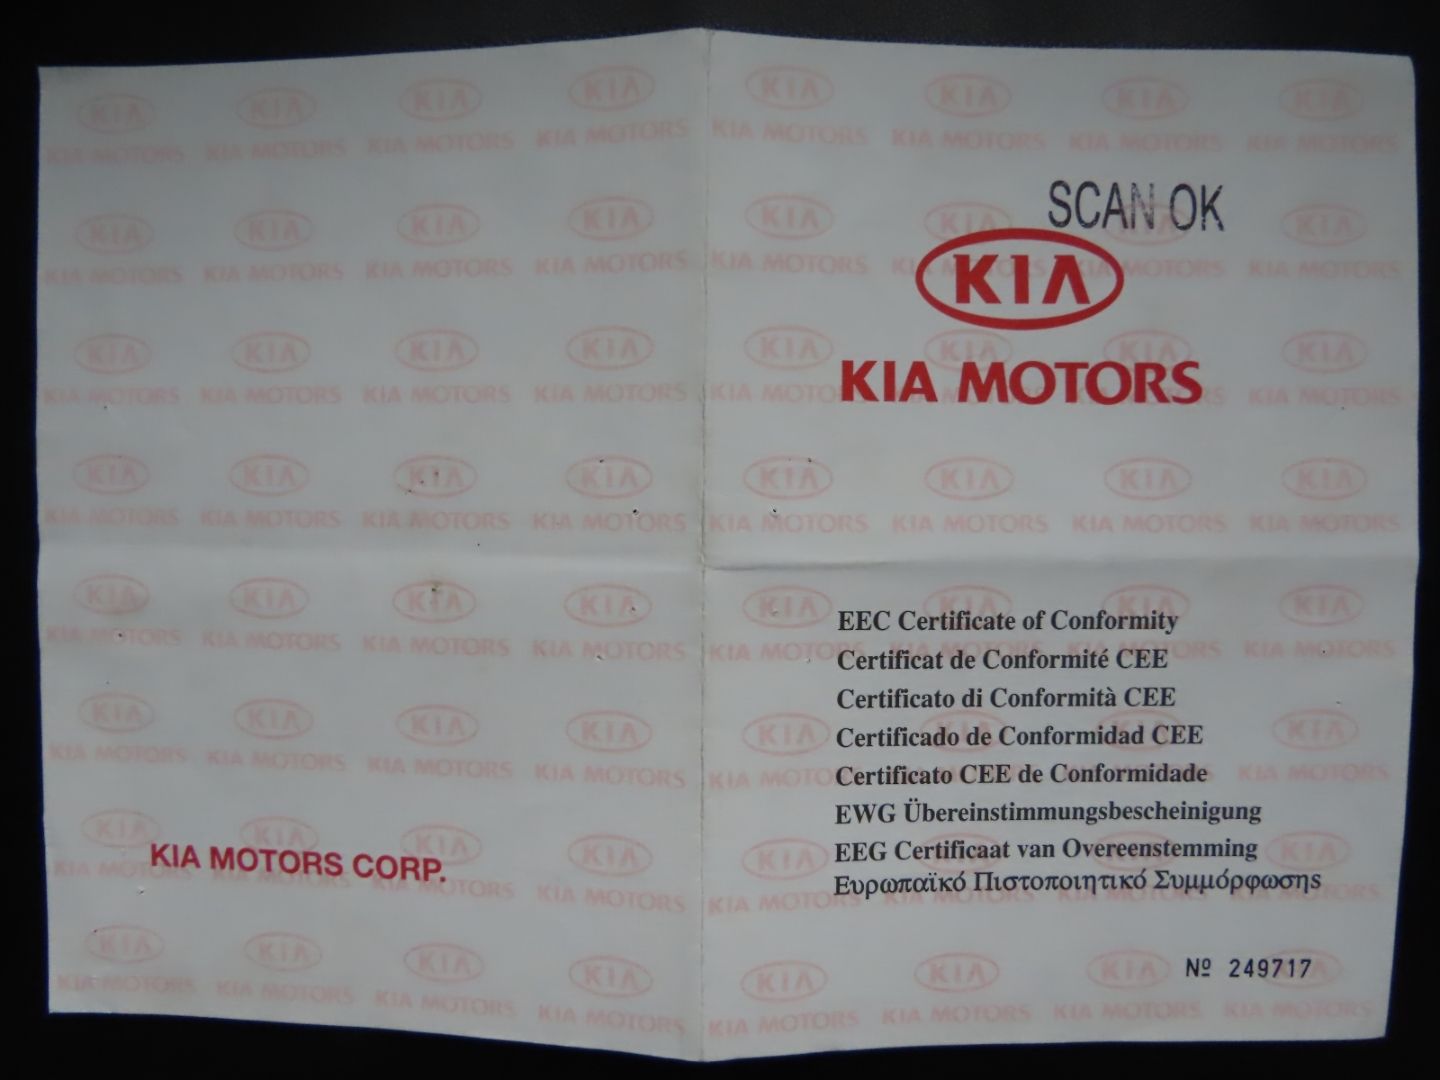 SCAN OK
KIA
KIA MOTORS
EEC Certificate of Conformity
Certificat de Conformité CEE
Certificato di Conformità CEE
Certificado de Conformidad CEE
Certificato CEE de Conformidade
EWG Übereinstimmungsbescheinigung
EEG Certificaat van Overeenstemming
Ευρωπαϊκό Πιστοποιητικό Συμμόρφωσης
Nº 249717
KIA MOTORS CORP.